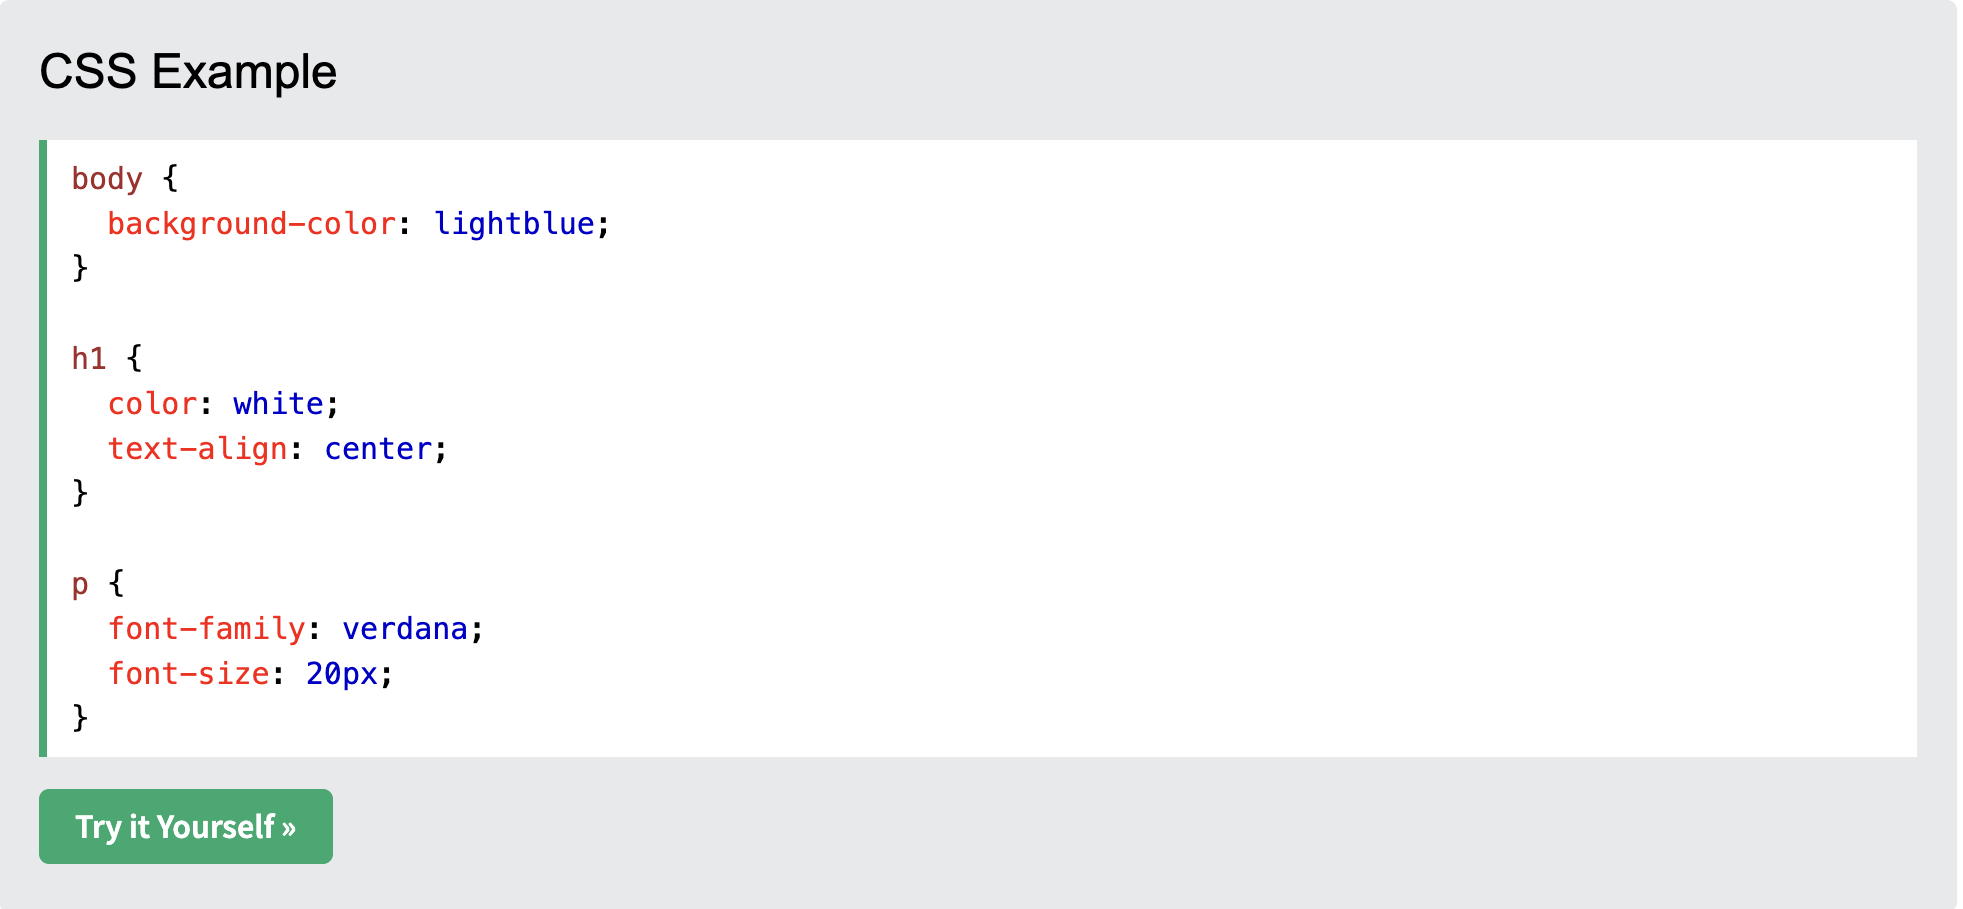 CSS Example
body {
  background-color: lightblue;
}
h1 {
  color: white;
  text-align: center;
}
p {
  font-family: verdana;
  font-size: 20px;
}
Try it Yourself »